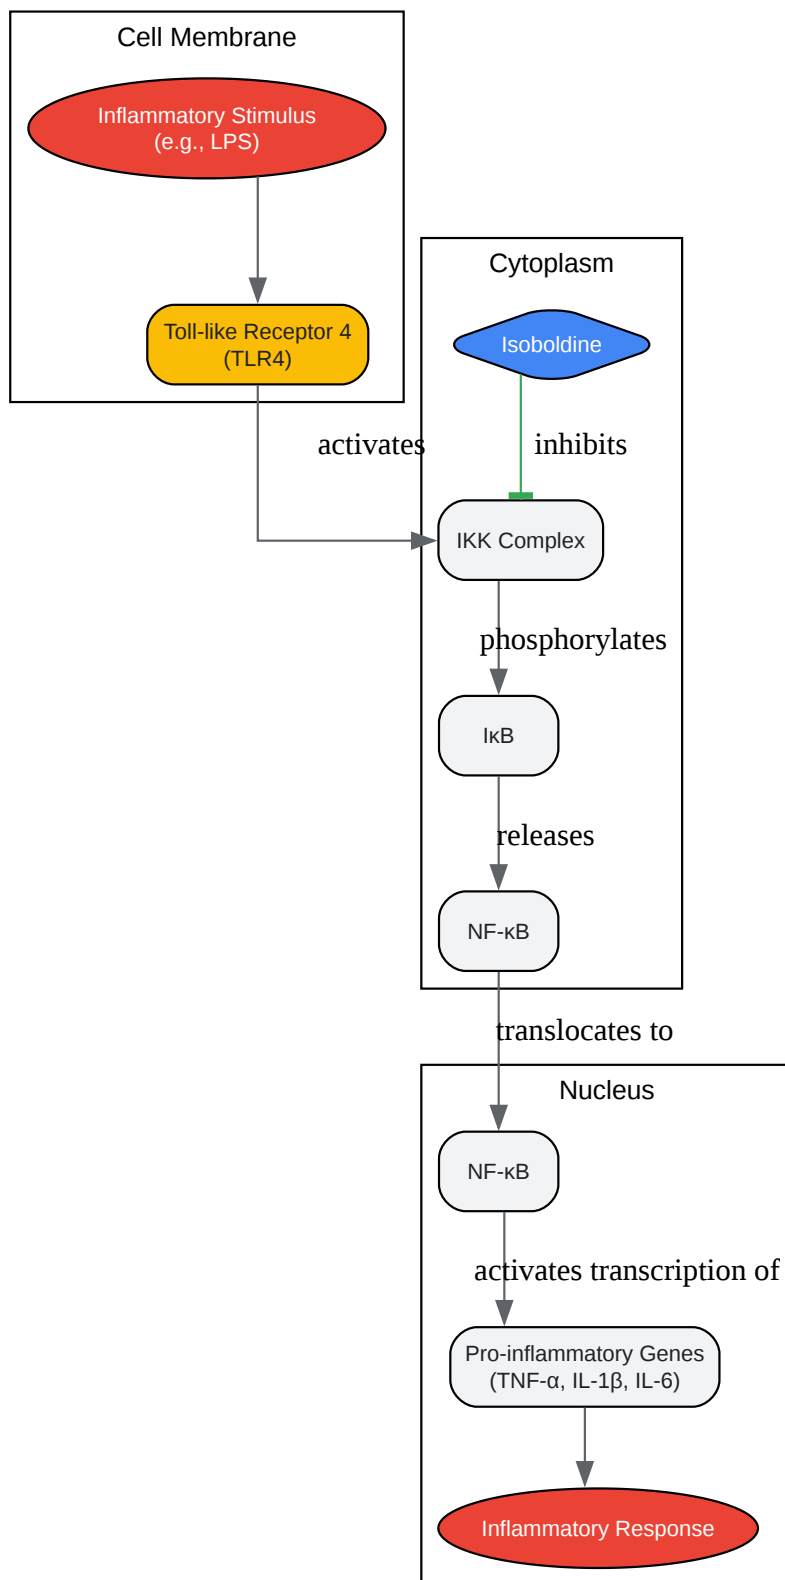 Cell Membrane
Inflammatory Stimulus
(e.g., LPS)
Toll-like Receptor 4
(TLR4)
activates
Cytoplasm
Isoboldine
inhibits
IKK Complex
phosphorylates
IκB
releases
NF-κB
translocates to
Nucleus
NF-κB
activates transcription of
Pro-inflammatory Genes
(TNF-α, IL-1β, IL-6)
Inflammatory Response